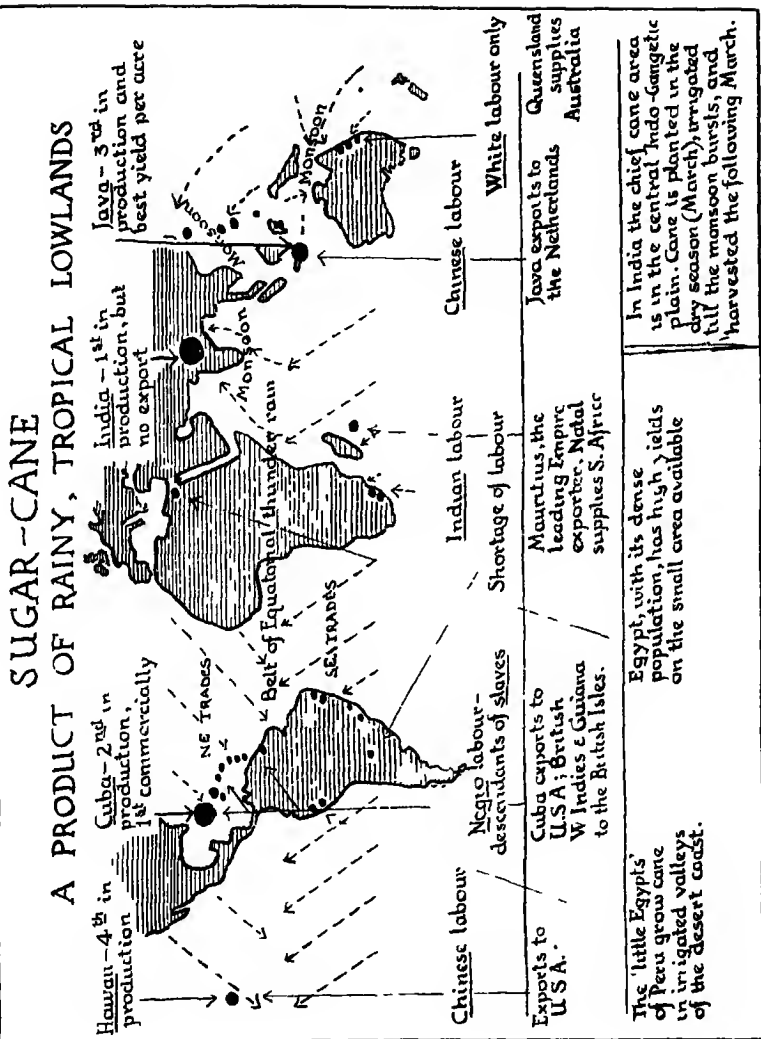 SUGAR-CANE
A PRODUCT OF RAINY, TROPICAL LOWLANDS
Hawaii-4th in
production
Cuba-2nd in
production,
1st commercially
India-1st in
production, but
no export
Java-3rd in
production and
best yield per acre
NE TRADES
Belt of Equatorial thunder rain
SE TRADES
Monsoon
Monsoon
Monsoon
Chinese labour
Negro labour-
descendants of slaves
Shortage of labour
Indian labour
Chinese labour
White labour only
Exports to
U.S.A.
Cuba exports to
U.S.A; British
W Indies & Guiana
to the British Isles.
Mauritius, the
leading Empire
exporter. Natal
supplies S. Africa
Java exports to
the Netherlands
Queensland
supplies
Australia
The 'little Egypts'
of Peru grow cane
in irrigated valleys
of the desert coast.
Egypt, with its dense
population, has high yields
on the small area available
In India the chief cane area
is in the central Indo-Gangetic
plain. Cane is planted in the
dry season (March), irrigated
till the monsoon bursts, and
harvested the following March.